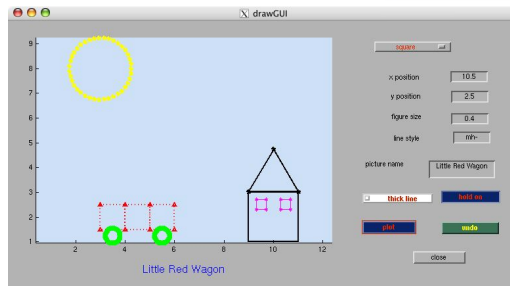 drawGUI
9
8
7
6
5
4
3
2
1
2 4 6 8 10 12
Little Red Wagon
square
x position 10.5
y position 2.5
figure size 0.4
line style mh-
picture name Little Red Wagon
thick line hold on
plot undo
close